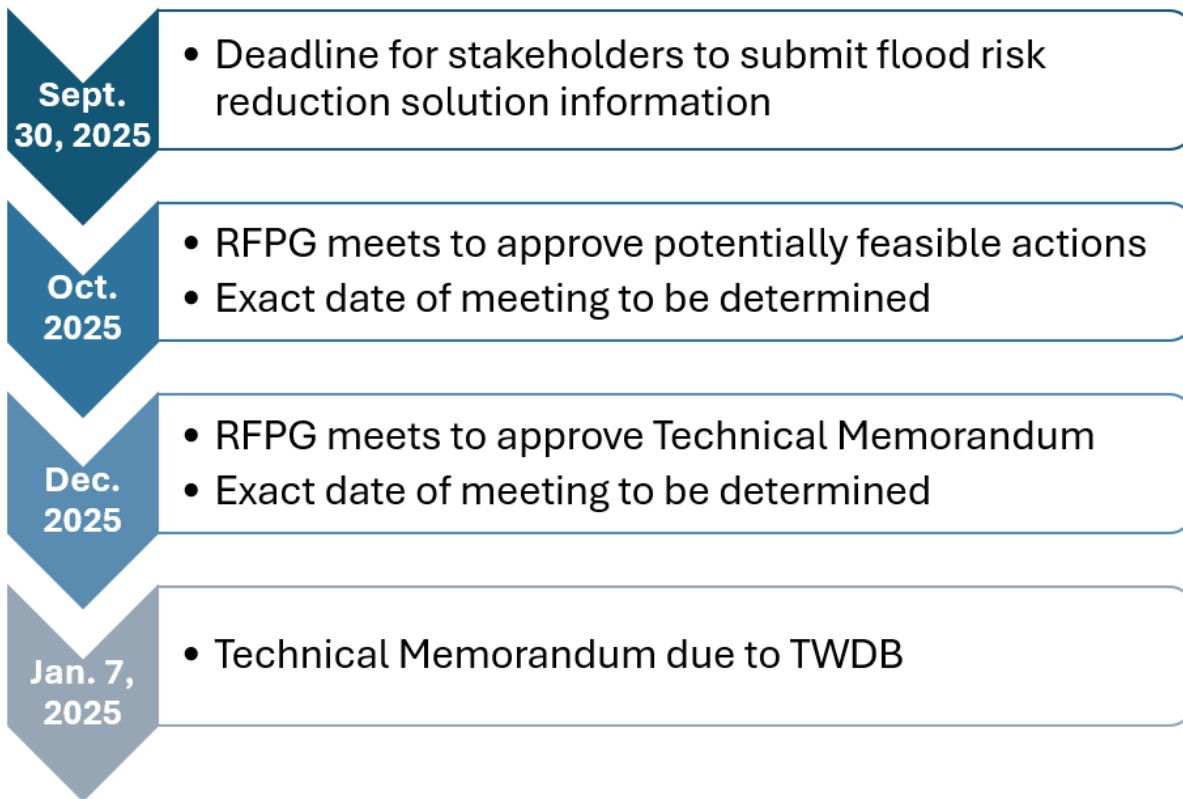 Sept.
30, 2025
• Deadline for stakeholders to submit flood risk
reduction solution information
Oct.
2025
• RFPG meets to approve potentially feasible actions
• Exact date of meeting to be determined
Dec.
2025
• RFPG meets to approve Technical Memorandum
• Exact date of meeting to be determined
Jan. 7,
2025
• Technical Memorandum due to TWDB